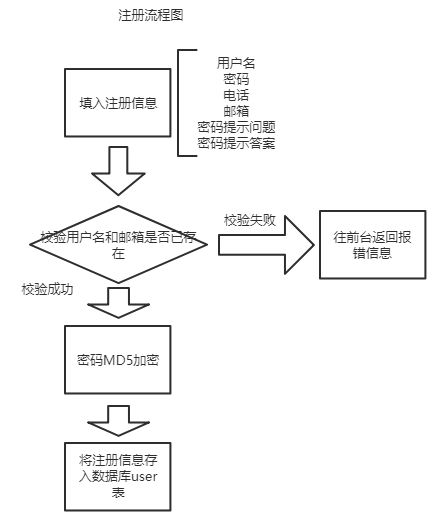 注册流程图
填入注册信息
用户名
密码
电话
邮箱
密码提示问题
密码提示答案
校验用户名和邮箱是否已存
在
校验失败
往前台返回报
错信息
校验成功
密码MD5加密
将注册信息存
入数据库user
表